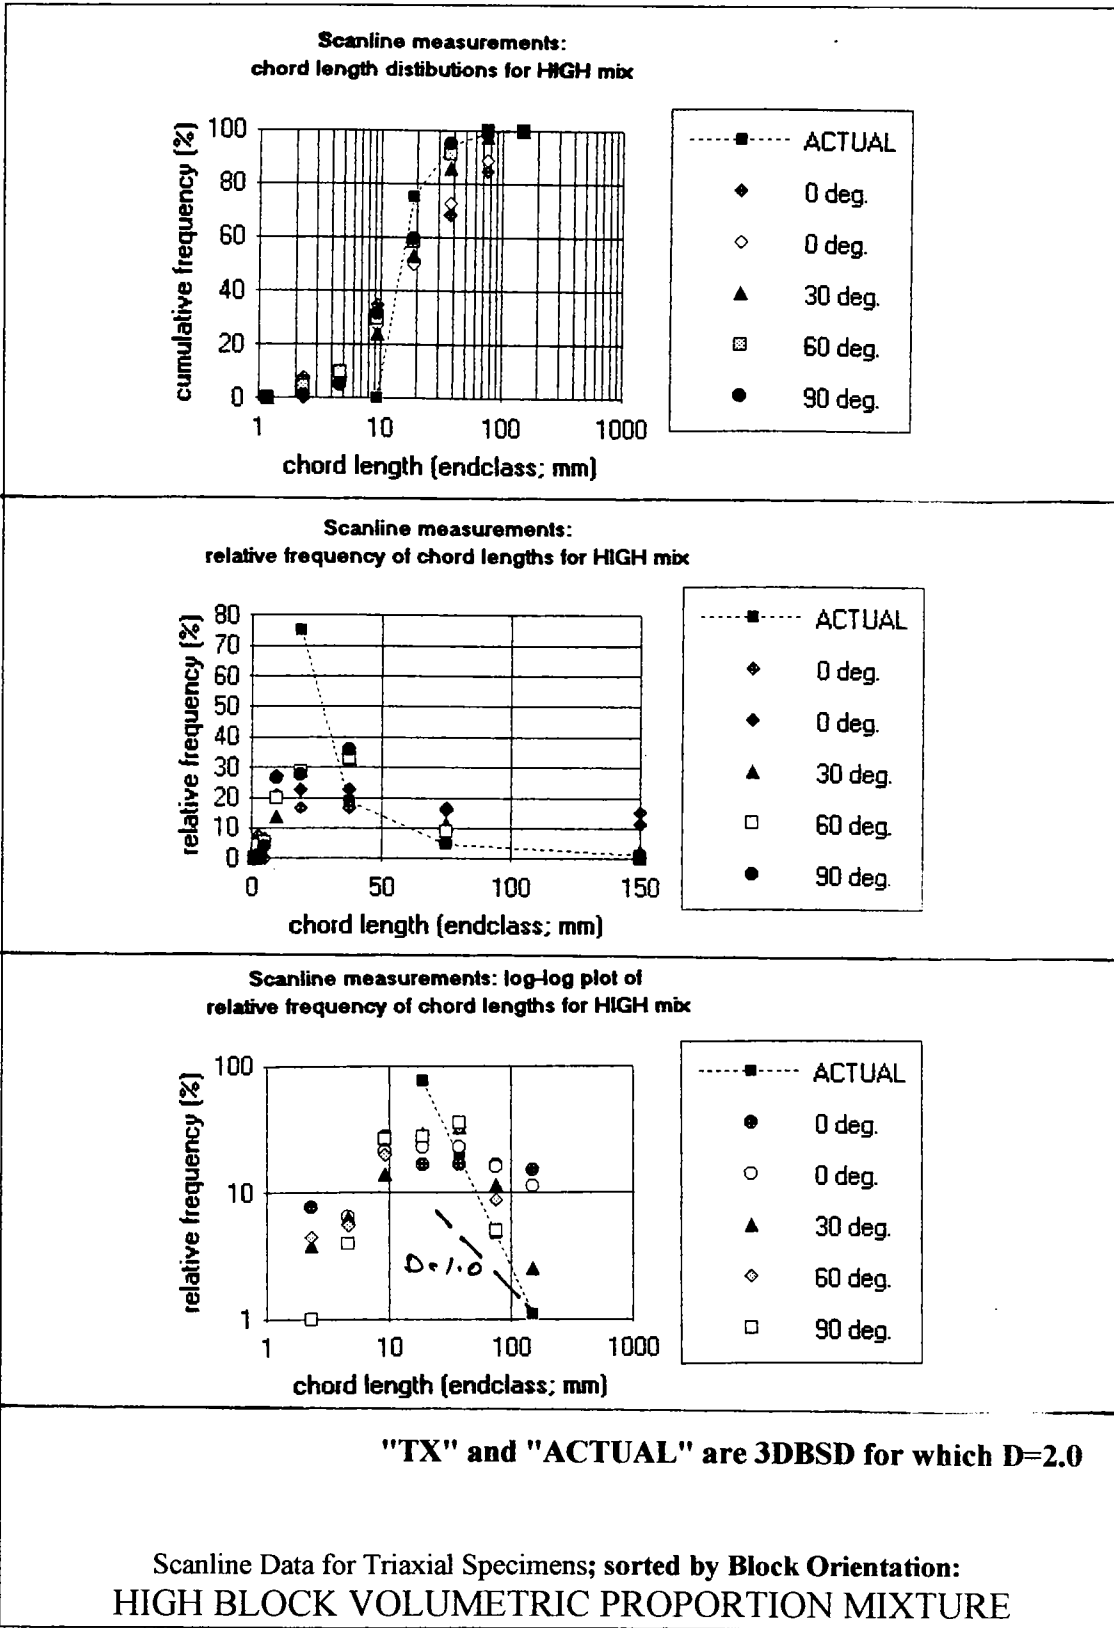 Scanline measurements:
chord length distibutions for HIGH mix
cumulative frequency (%)
100
80
60
40
20
0
1 10 100 1000
chord length (endclass; mm)
ACTUAL
0 deg.
0 deg.
30 deg.
60 deg.
90 deg.
Scanline measurements:
relative frequency of chord lengths for HIGH mix
relative frequency (%)
80
70
60
50
40
30
20
10
0
0 50 100 150
chord length (endclass; mm)
ACTUAL
0 deg.
0 deg.
30 deg.
60 deg.
90 deg.
Scanline measurements: log-log plot of
relative frequency of chord lengths for HIGH mix
relative frequency (%)
100
10
1
1 10 100 1000
chord length (endclass; mm)
D=1.0
ACTUAL
0 deg.
0 deg.
30 deg.
60 deg.
90 deg.
"TX" and "ACTUAL" are 3DBSD for which D=2.0
Scanline Data for Triaxial Specimens; sorted by Block Orientation:
HIGH BLOCK VOLUMETRIC PROPORTION MIXTURE